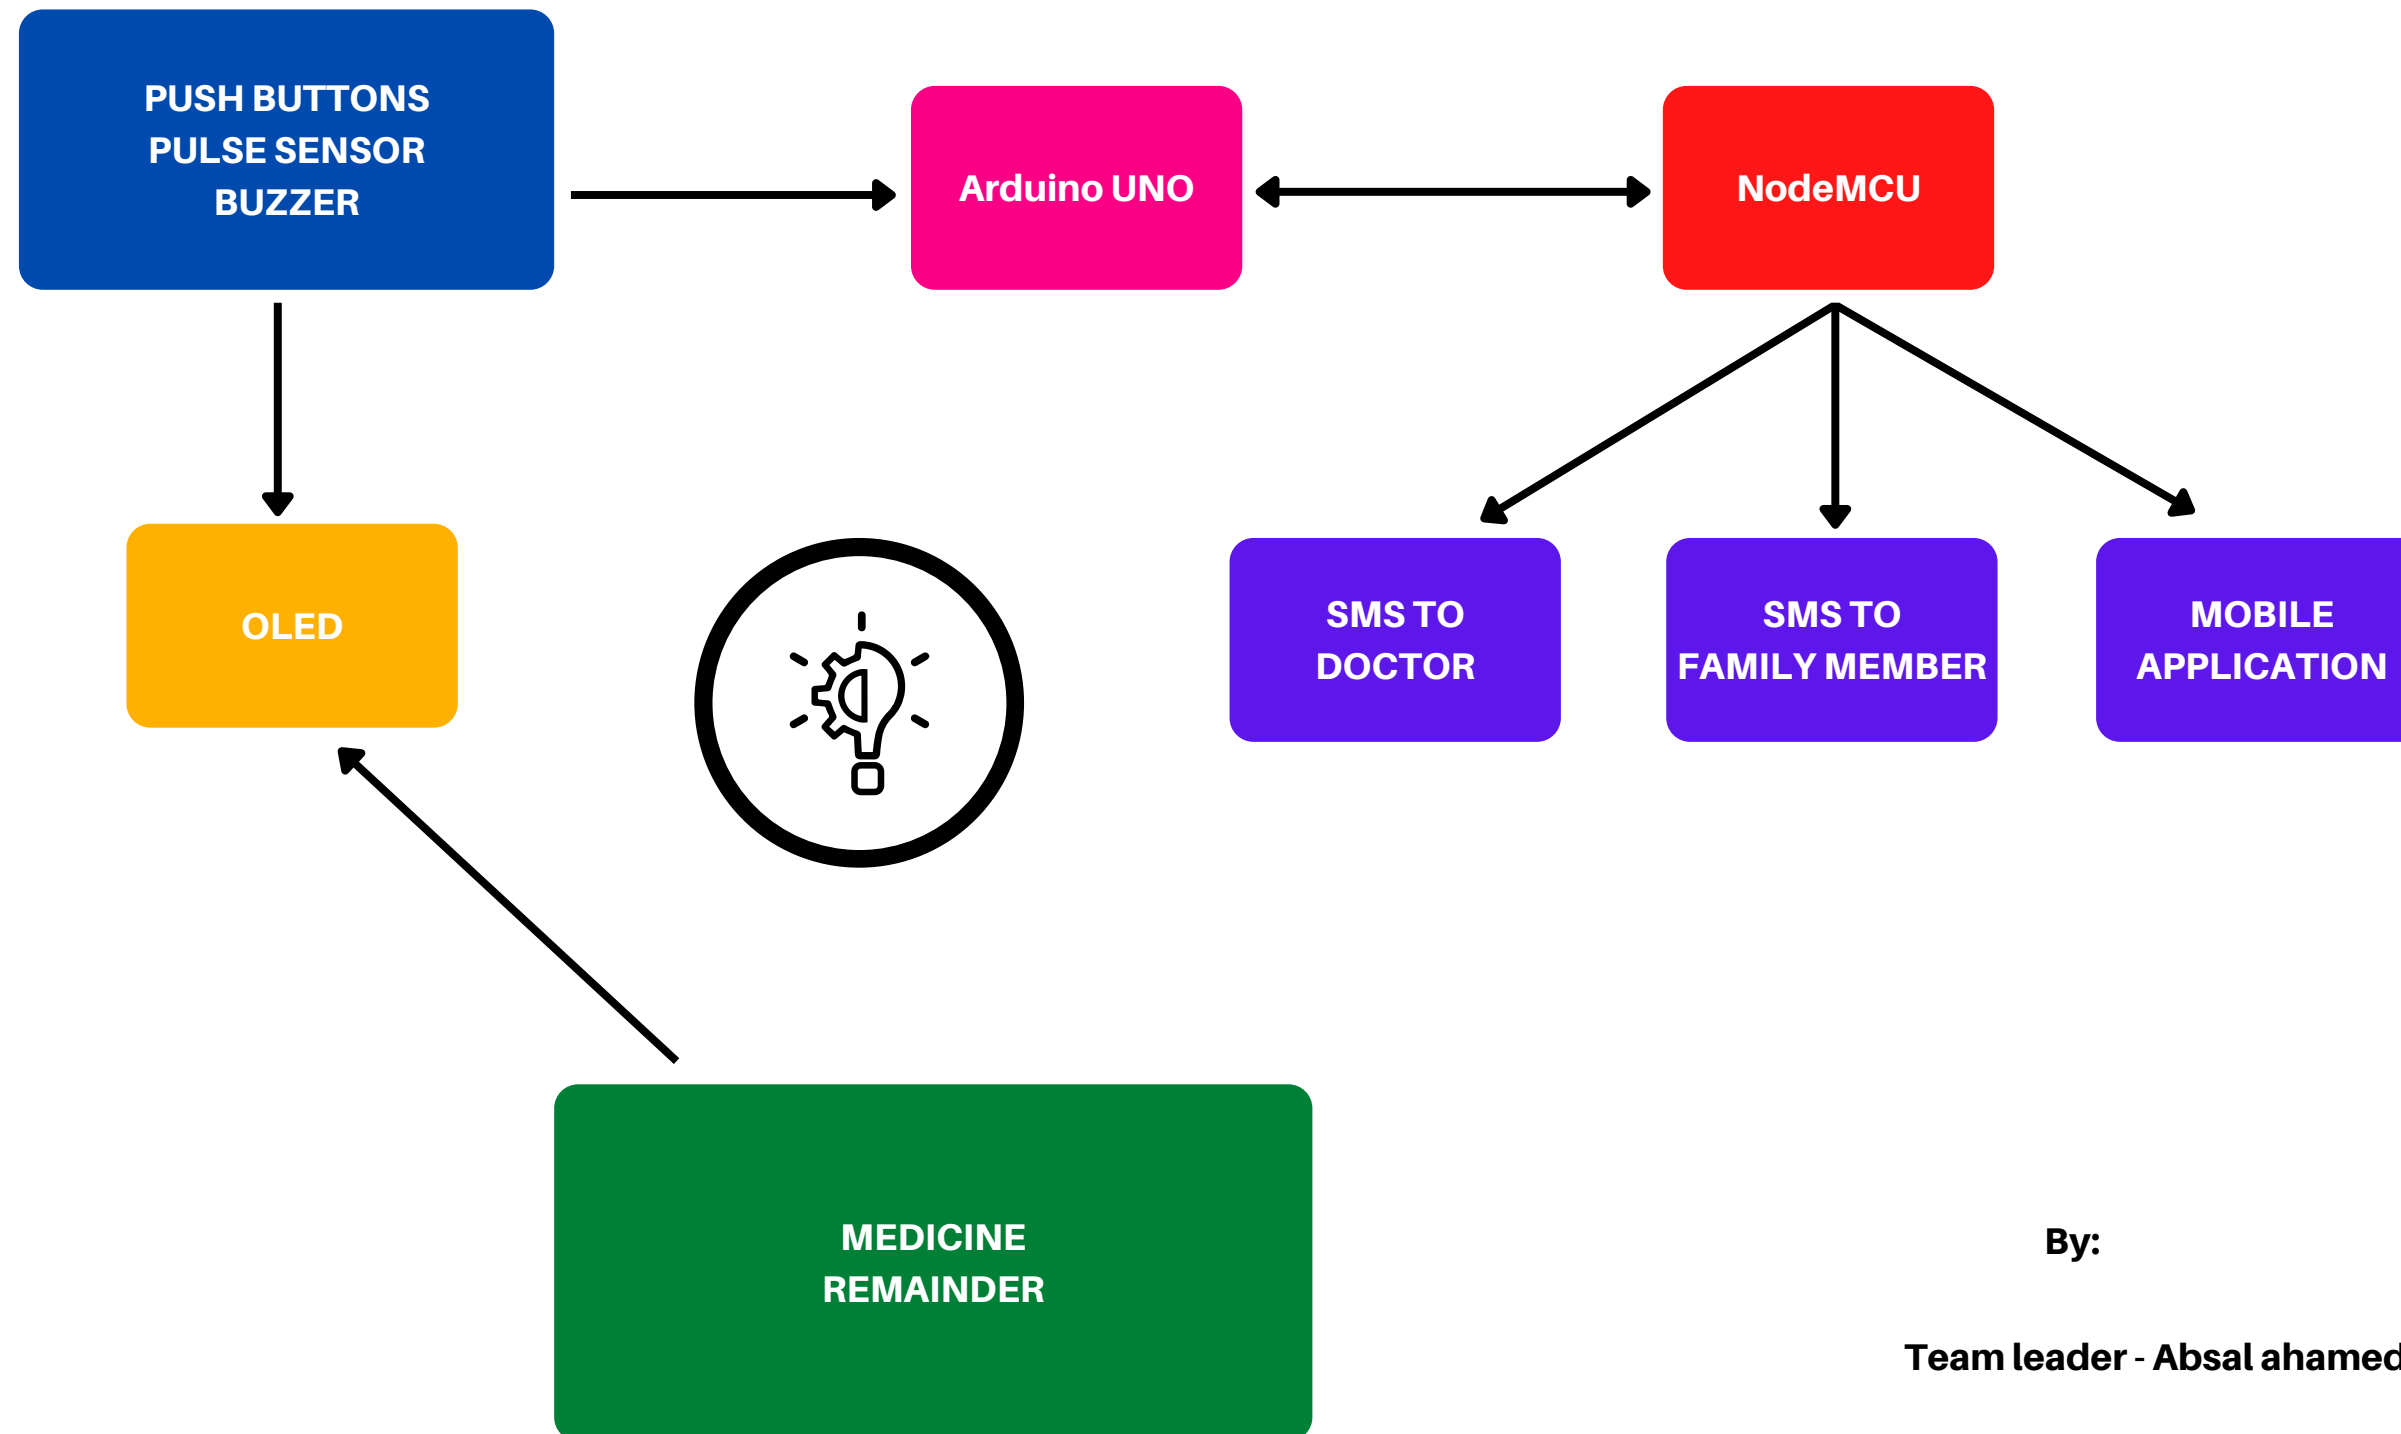 PUSH BUTTONS
PULSE SENSOR
BUZZER
Arduino UNO
NodeMCU
OLED
SMS TO
DOCTOR
SMS TO
FAMILY MEMBER
MOBILE
APPLICATION
MEDICINE
REMAINDER
By:
Team leader - Absal ahamed